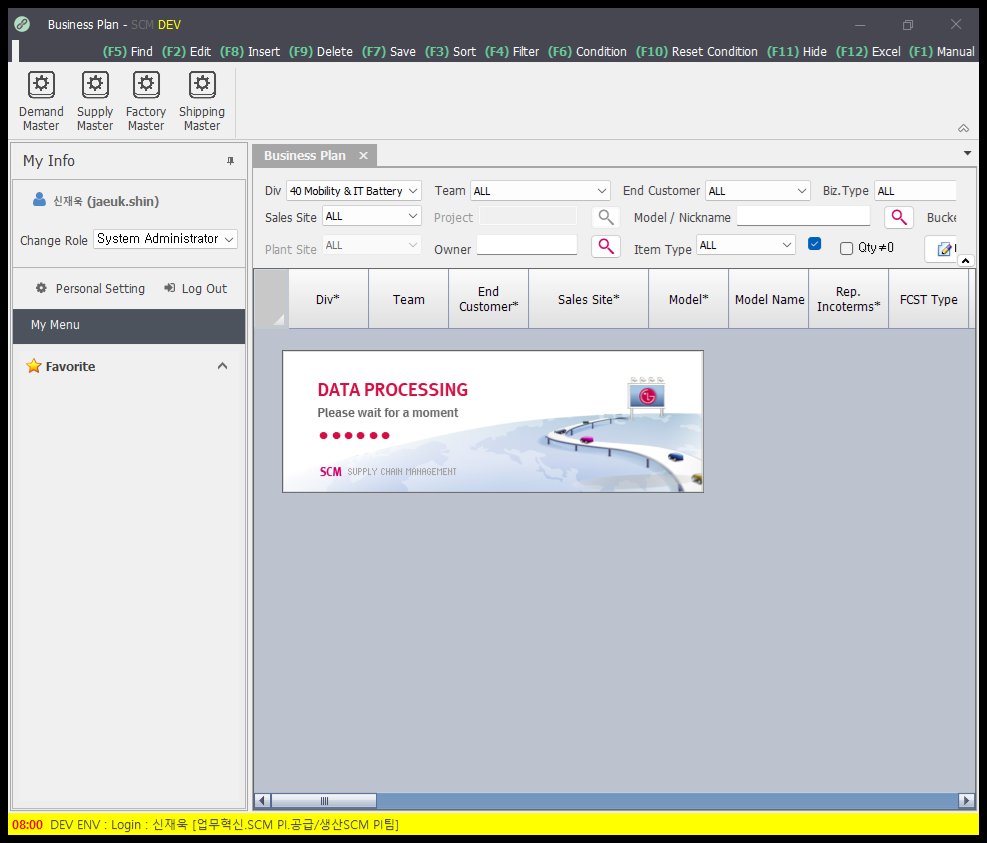 Business Plan - SCM DEV
(F5) Find (F2) Edit (F8) Insert (F9) Delete (F7) Save (F3) Sort (F4) Filter (F6) Condition (F10) Reset Condition (F11) Hide (F12) Excel (F1) Manual
Demand Master
Supply Master
Factory Master
Shipping Master
My Info
신재욱 (jaeuk.shin)
Change Role System Administrator
Personal Setting Log Out
My Menu
Favorite
Business Plan
Div 40 Mobility & IT Battery Team ALL End Customer ALL Biz.Type ALL
Sales Site ALL Project Model / Nickname Bucke
Plant Site ALL Owner Item Type ALL Qty≠0
Div* Team End Customer* Sales Site* Model* Model Name Rep. Incoterms* FCST Type
DATA PROCESSING
Please wait for a moment
SCM SUPPLY CHAIN MANAGEMENT
08:00 DEV ENV : Login : 신재욱 [업무혁신.SCM PI.공급/생산SCM PI팀]